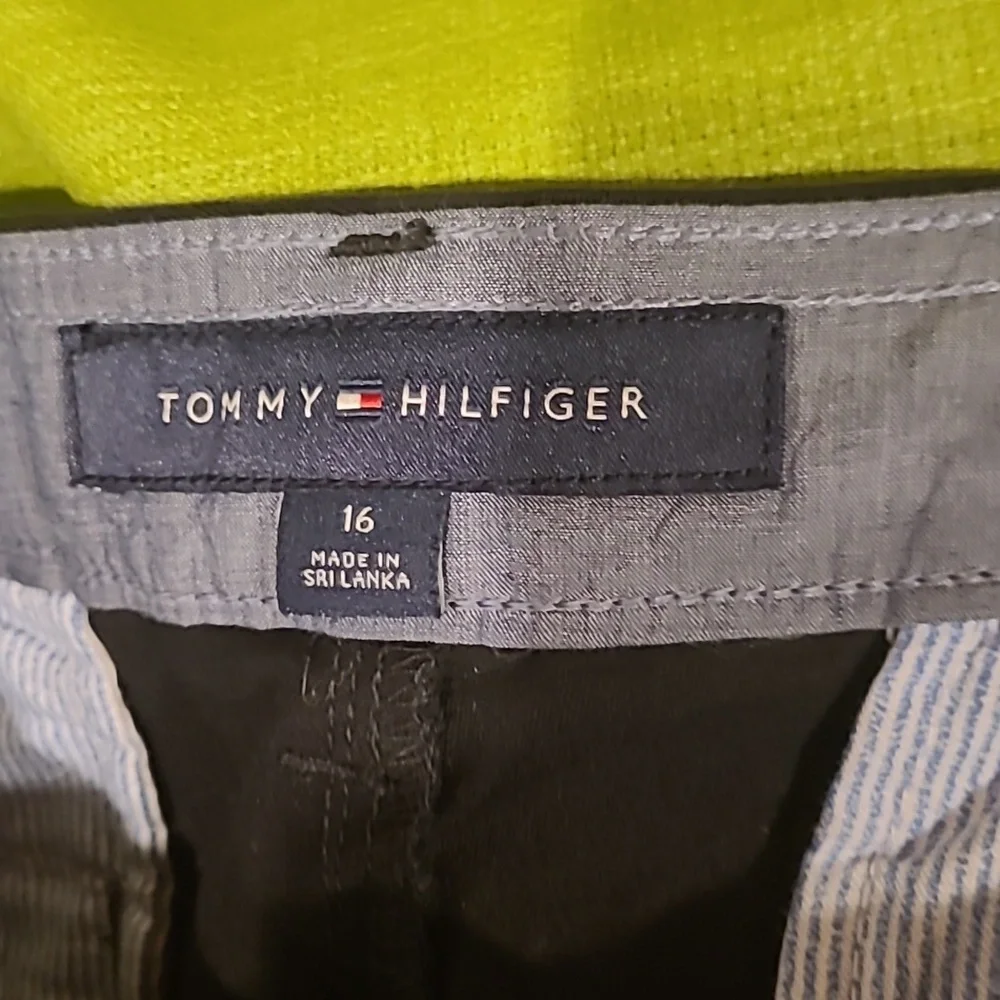 TOMMY HILFIGER
16
MADE IN
SRI LANKA